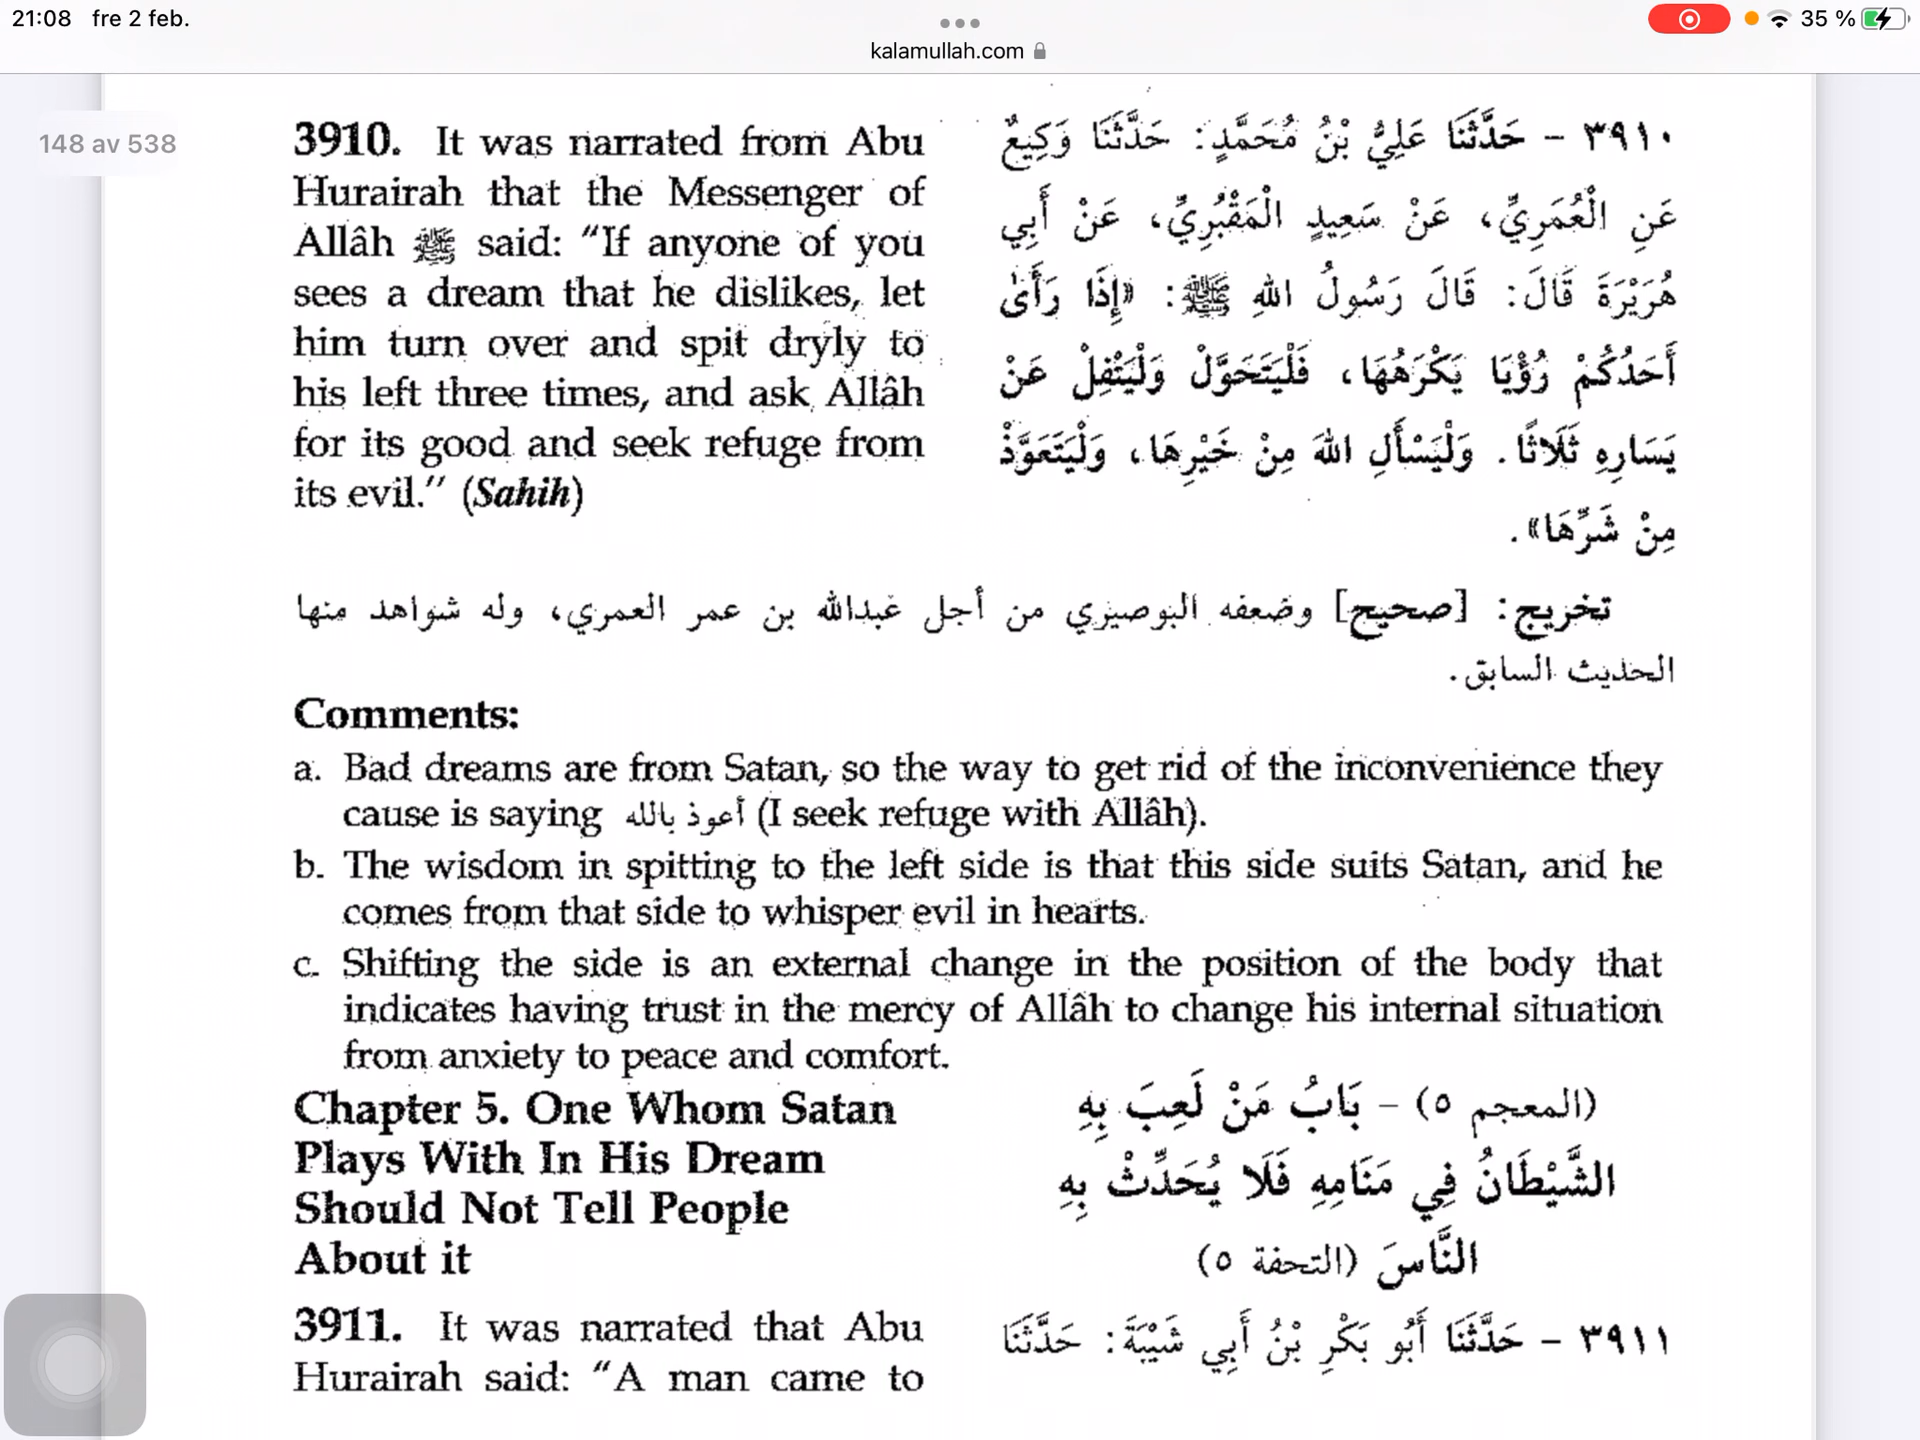 21:08 fre 2 feb.
kalamullah.com
35 %
148 av 538
3910. It was narrated from Abu
Hurairah that the Messenger of
Allâh ﷺ said: “If anyone of you
sees a dream that he dislikes, let
him turn over and spit dryly to
his left three times, and ask Allâh
for its good and seek refuge from
its evil.” (Sahih)
٣٩١٠ – حَدَّثَنَا عَلِيُّ بْنُ مُحَمَّدٍ: حَدَّثَنَا وَكِيعٌ
عَنِ الْعُمَرِيِّ، عَنْ سَعِيدٍ الْمَقْبُرِيِّ، عَنْ أَبِي
هُرَيْرَةَ قَالَ: قَالَ رَسُولُ اللهِ ﷺ: «إِذَا رَأَىٰ
أَحَدُكُمْ رُؤْيَا يَكْرَهُهَا، فَلْيَتَحَوَّلْ وَلْيَتْفِلْ عَنْ
يَسَارِهِ ثَلَاثًا. وَلْيَسْأَلِ اللهَ مِنْ خَيْرِهَا، وَلْيَتَعَوَّذْ
مِنْ شَرِّهَا».
تخريج: [صحيح] وضعفه البوصيري من أجل عبدالله بن عمر العمري، وله شواهد منها
الحديث السابق.
Comments:
a. Bad dreams are from Satan, so the way to get rid of the inconvenience they
cause is saying أعوذ بالله (I seek refuge with Allâh).
b. The wisdom in spitting to the left side is that this side suits Satan, and he
comes from that side to whisper evil in hearts.
c. Shifting the side is an external change in the position of the body that
indicates having trust in the mercy of Allâh to change his internal situation
from anxiety to peace and comfort.
Chapter 5. One Whom Satan
Plays With In His Dream
Should Not Tell People
About it
(المعجم ٥) – بَابُ مَنْ لَعِبَ بِهِ
الشَّيْطَانُ فِي مَنَامِهِ فَلَا يُحَدِّثْ بِهِ
النَّاسَ (التحفة ٥)
3911. It was narrated that Abu
Hurairah said: “A man came to
٣٩١١ – حَدَّثَنَا أَبُو بَكْرِ بْنُ أَبِي شَيْبَةَ: حَدَّثَنَا